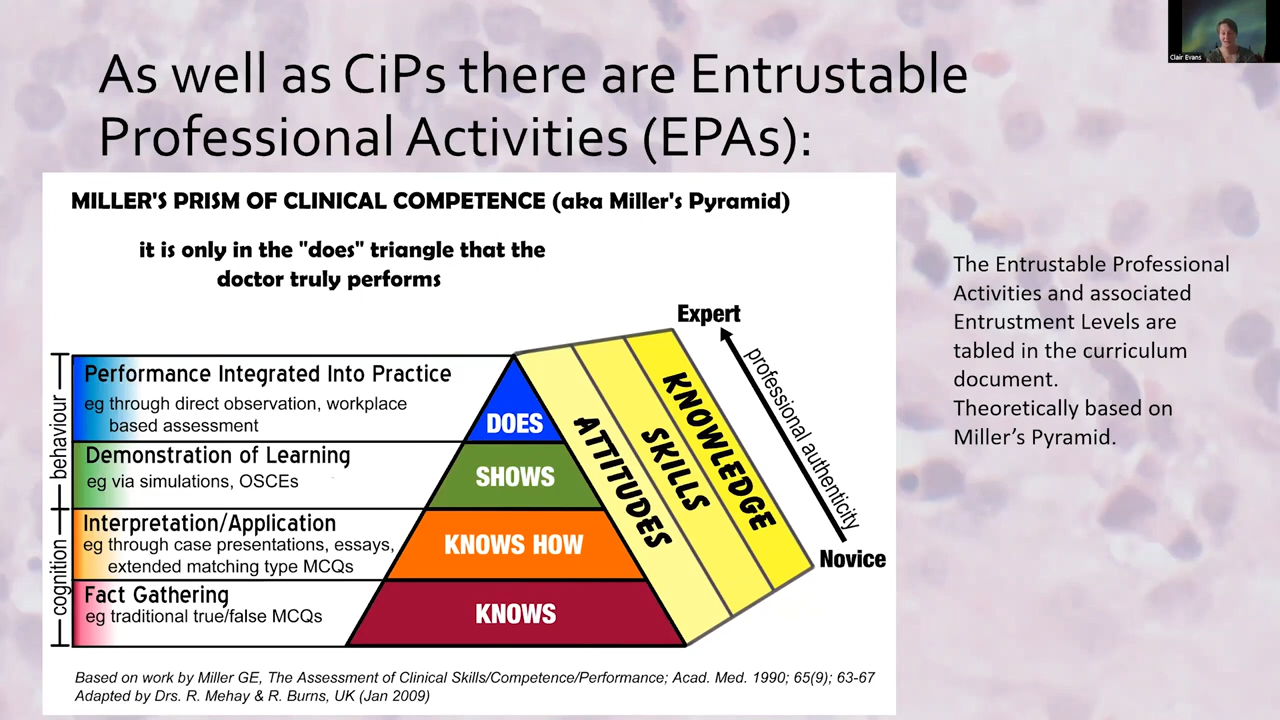 As well as CiPs there are Entrustable
Professional Activities (EPAs):
Clair Evans
MILLER'S PRISM OF CLINICAL COMPETENCE (aka Miller's Pyramid)
it is only in the "does" triangle that the
doctor truly performs
Expert
professional authenticity
Novice
behaviour
cognition
Performance Integrated Into Practice
eg through direct observation, workplace
based assessment
DOES
Demonstration of Learning
eg via simulations, OSCEs
SHOWS
Interpretation/Application
eg through case presentations, essays,
extended matching type MCQs
KNOWS HOW
Fact Gathering
eg traditional true/false MCQs
KNOWS
ATTITUDES
SKILLS
KNOWLEDGE
Based on work by Miller GE, The Assessment of Clinical Skills/Competence/Performance; Acad. Med. 1990; 65(9); 63-67
Adapted by Drs. R. Mehay & R. Burns, UK (Jan 2009)
The Entrustable Professional
Activities and associated
Entrustment Levels are
tabled in the curriculum
document.
Theoretically based on
Miller’s Pyramid.